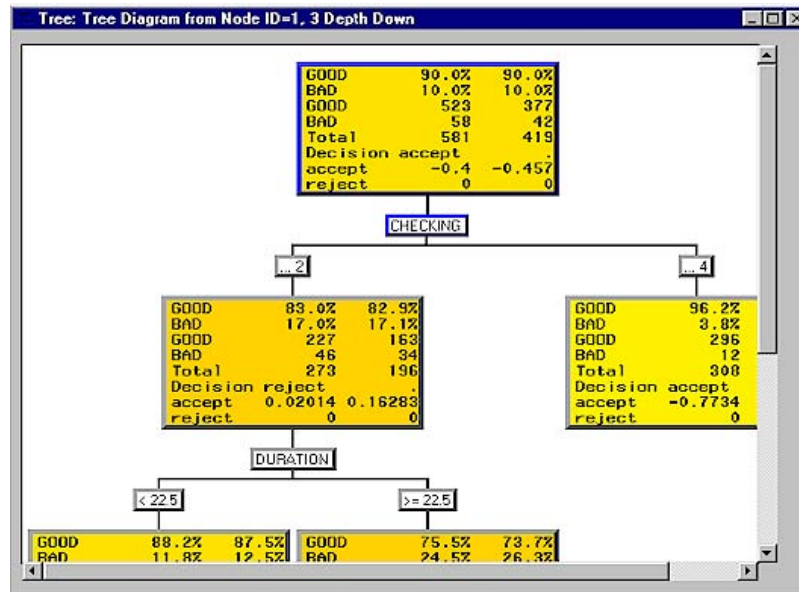 Tree: Tree Diagram from Node ID=1, 3 Depth Down
GOOD 90.0% 90.0%
BAD 10.0% 10.0%
GOOD 523 377
BAD 58 42
Total 581 419
Decision accept .
accept -0.4 -0.457
reject 0 0
CHECKING
... 2
... 4
GOOD 83.0% 82.9%
BAD 17.0% 17.1%
GOOD 227 163
BAD 46 34
Total 273 196
Decision reject .
accept 0.02014 0.16283
reject 0 0
GOOD 96.2%
BAD 3.8%
GOOD 296
BAD 12
Total 308
Decision accept
accept -0.7734
reject 0
DURATION
< 22.5
>= 22.5
GOOD 88.2% 87.5%
BAD 11.8% 12.5%
GOOD 75.5% 73.7%
BAD 24.5% 26.3%